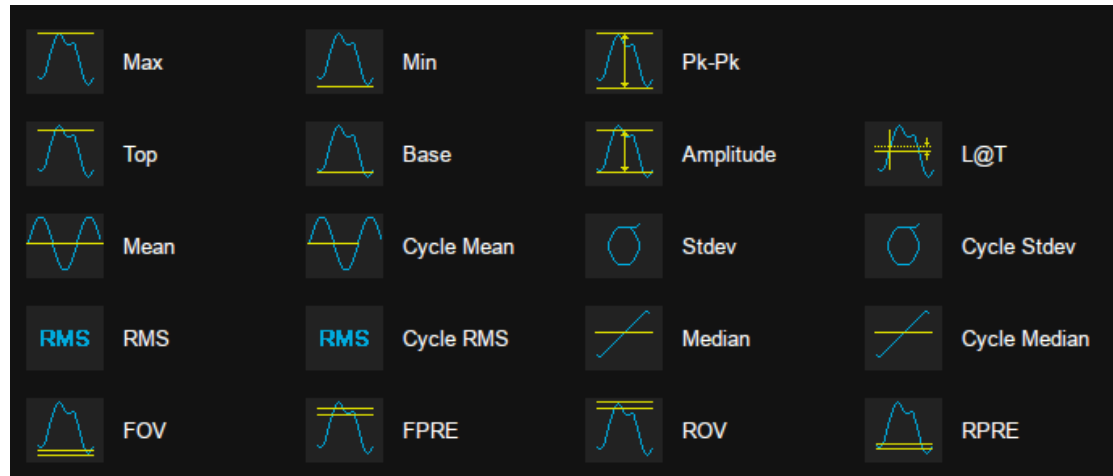 Max Min Pk-Pk
Top Base Amplitude L@T
Mean Cycle Mean Stdev Cycle Stdev
RMS RMS RMS Cycle RMS Median Cycle Median
FOV FPRE ROV RPRE